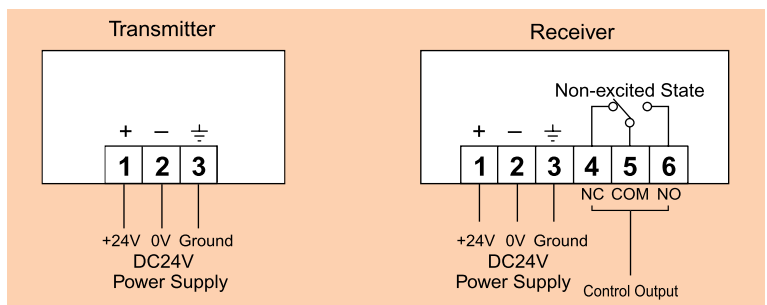 Transmitter
+ –
1 2 3
+24V 0V Ground
DC24V
Power Supply
Receiver
Non-excited State
+ –
1 2 3 4 5 6
NC COM NO
+24V 0V Ground
DC24V
Power Supply
Control Output